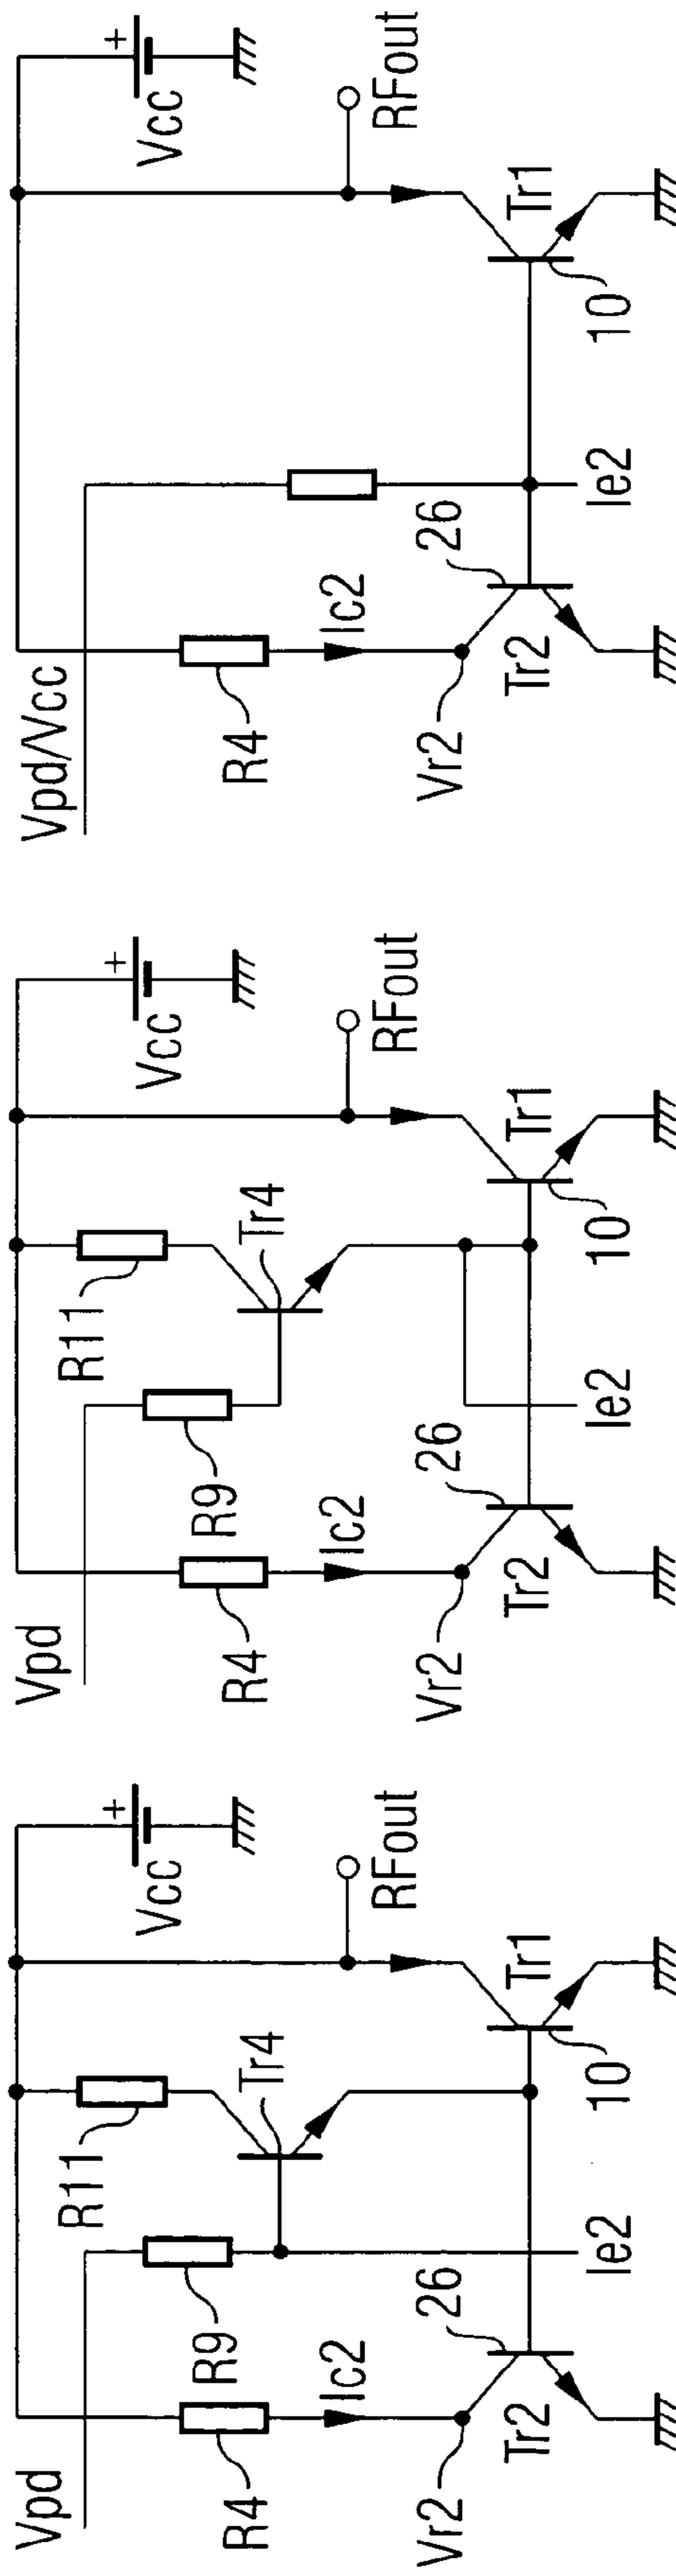 Vpd
R4
R9
R11
Vcc
+
Ic2
Tr4
RFout
Vr2
26
Tr2
Ie2
10
Tr1
Vpd
R4
R9
R11
Vcc
+
Ic2
Tr4
RFout
Vr2
26
Tr2
Ie2
10
Tr1
Vpd/Vcc
R4
Vcc
+
Ic2
RFout
Vr2
26
Tr2
Ie2
10
Tr1